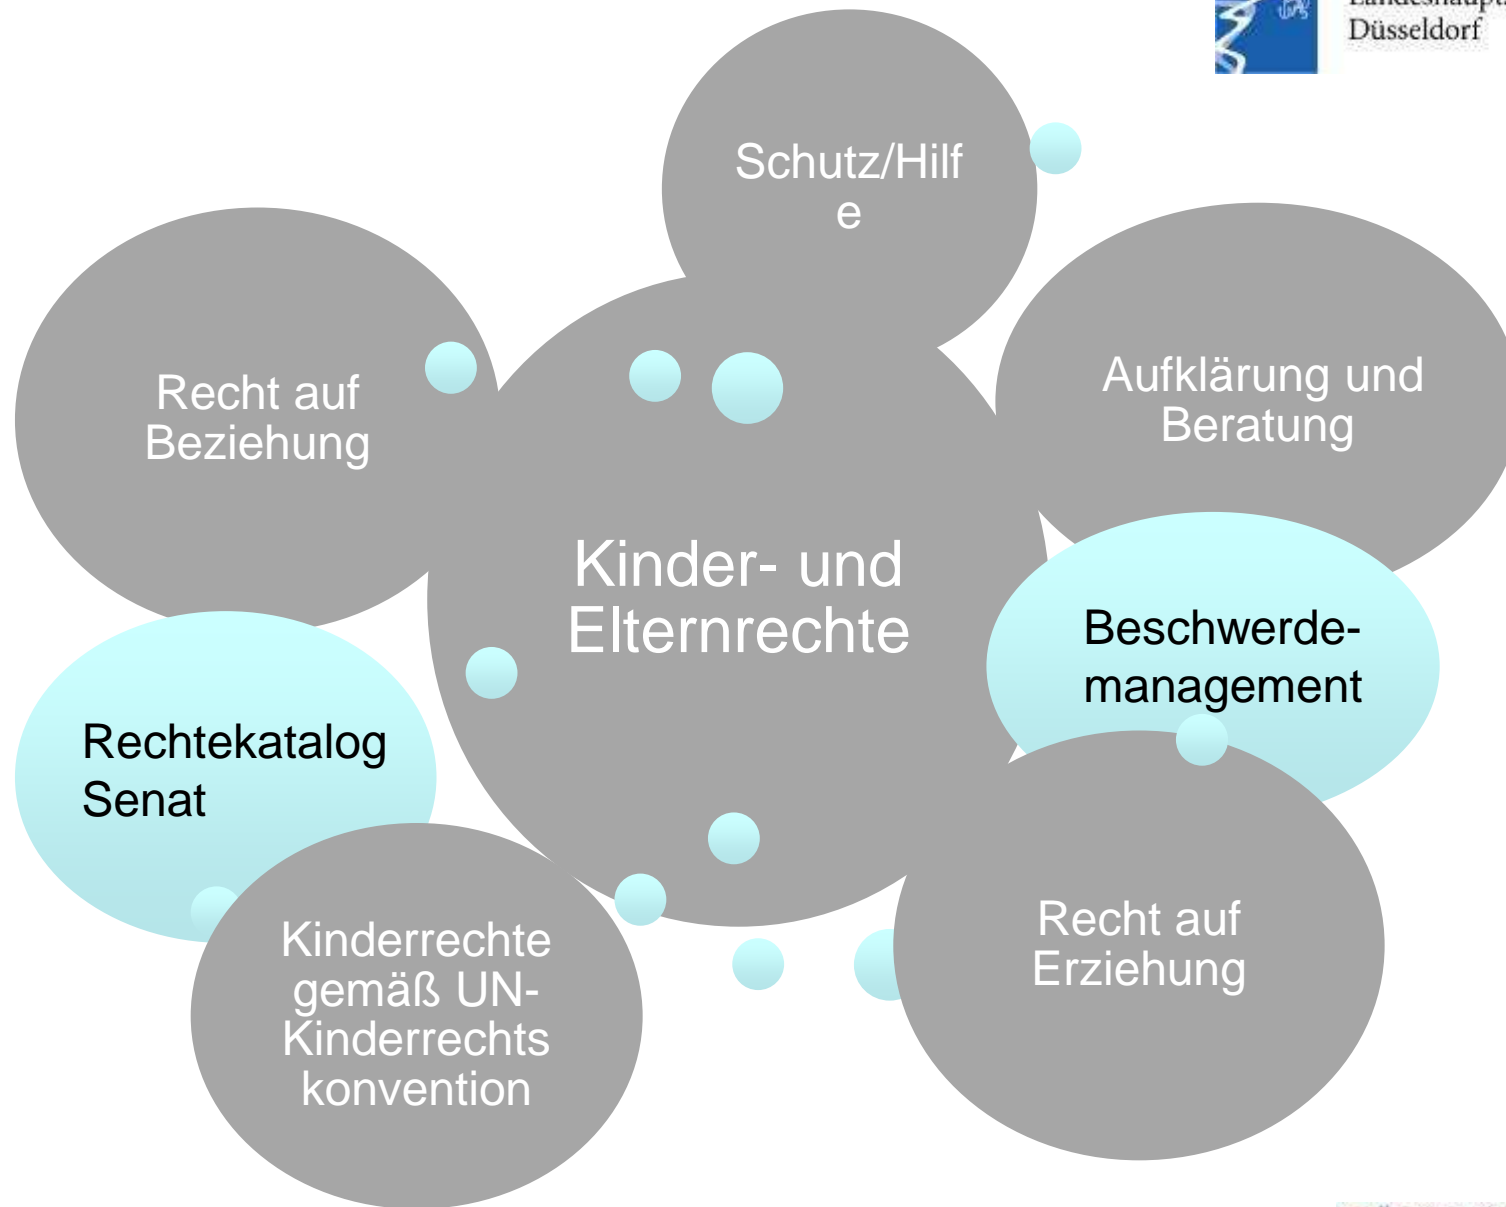 Düsseldorf
Schutz/Hilf
e
Recht auf
Beziehung
Aufklärung und
Beratung
Kinder- und
Elternrechte
Beschwerde-
management
Rechtekatalog
Senat
Kinderrechte
gemäß UN-
Kinderrechts
konvention
Recht auf
Erziehung